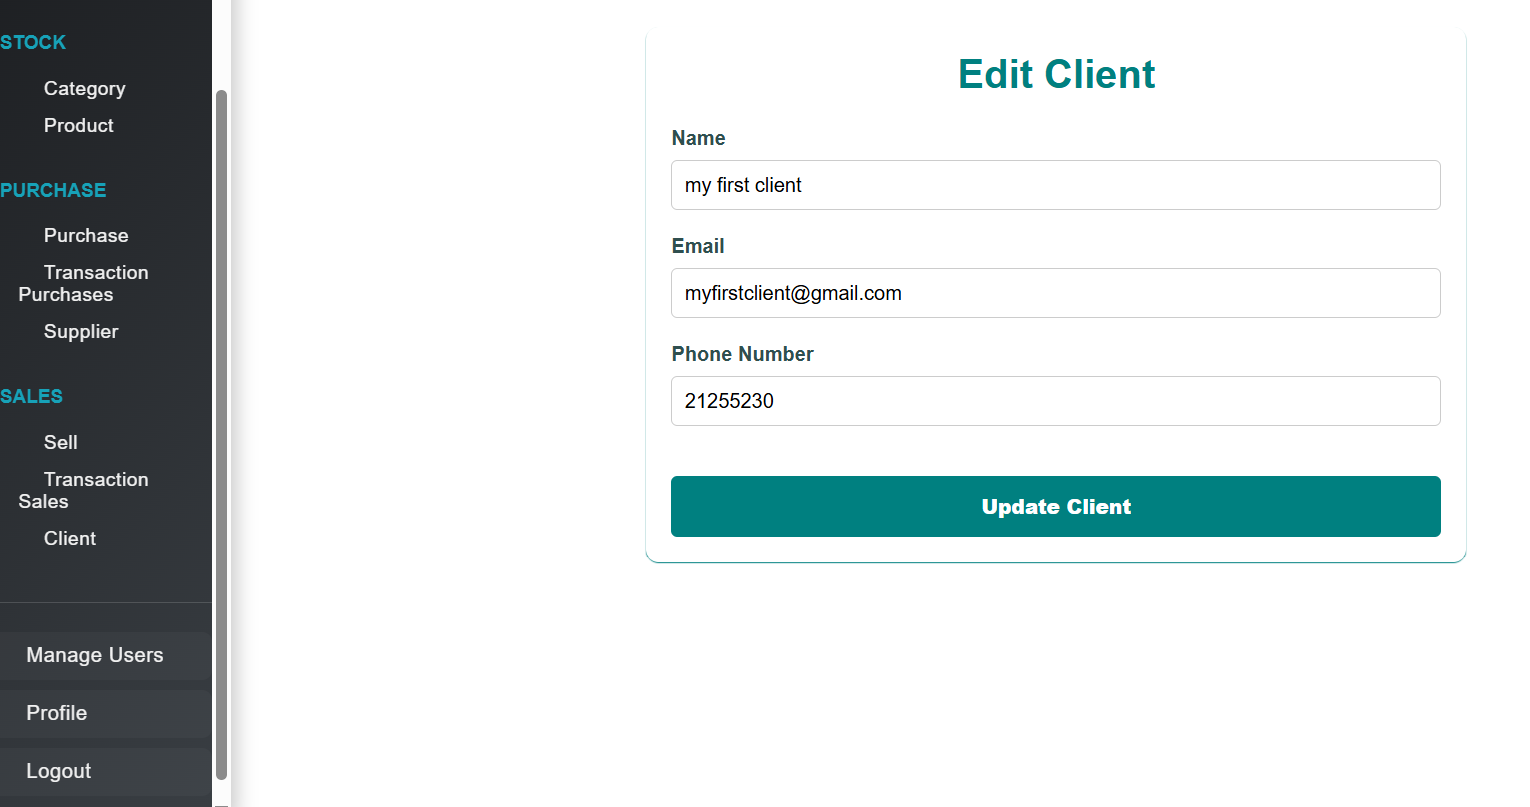 STOCK
Category
Product
PURCHASE
Purchase
Transaction
Purchases
Supplier
SALES
Sell
Transaction
Sales
Client
Manage Users
Profile
Logout
Edit Client
Name
my first client
Email
myfirstclient@gmail.com
Phone Number
21255230
Update Client